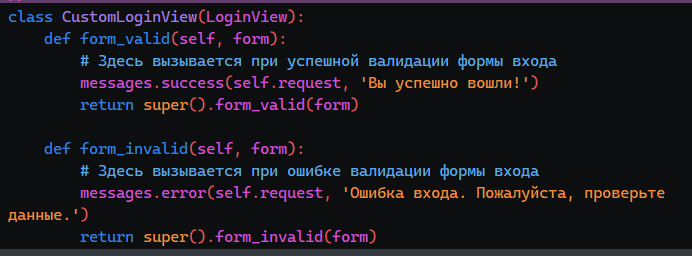 class CustomLoginView(LoginView):
    def form_valid(self, form):
        # Здесь вызывается при успешной валидации формы входа
        messages.success(self.request, 'Вы успешно вошли!')
        return super().form_valid(form)

    def form_invalid(self, form):
        # Здесь вызывается при ошибке валидации формы входа
        messages.error(self.request, 'Ошибка входа. Пожалуйста, проверьте
данные.')
        return super().form_invalid(form)